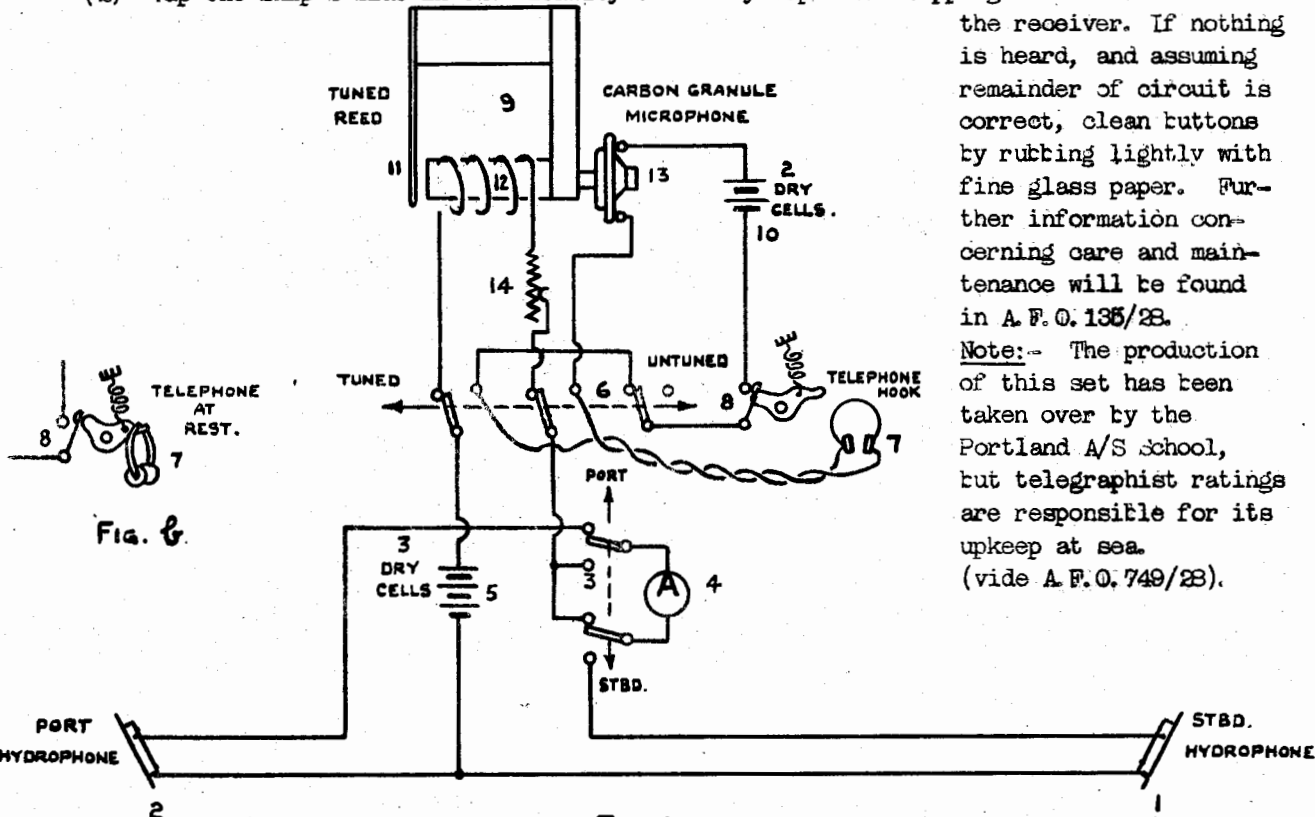 the receiver. If nothing
is heard, and assuming
remainder of circuit is
correct, clean buttons
by rubbing lightly with
fine glass paper. Fur-
ther information con-
cerning care and main-
tenance will be found
in A.F.O.135/28.
Note:- The production
of this set has been
taken over by the
Portland A/S School,
but telegraphist ratings
are responsible for its
upkeep at sea.
(vide A.F.O.749/28).
TUNED
REED
9
CARBON GRANULE
MICROPHONE
11
12
13
2
DRY
CELLS.
10
14
TUNED
6
UNTUNED
8
TELEPHONE
HOOK
7
TELEPHONE
AT
REST.
8
7
FIG. b.
PORT
3
DRY
CELLS
5
3
A
4
STBD.
PORT
HYDROPHONE
2
STBD.
HYDROPHONE
1